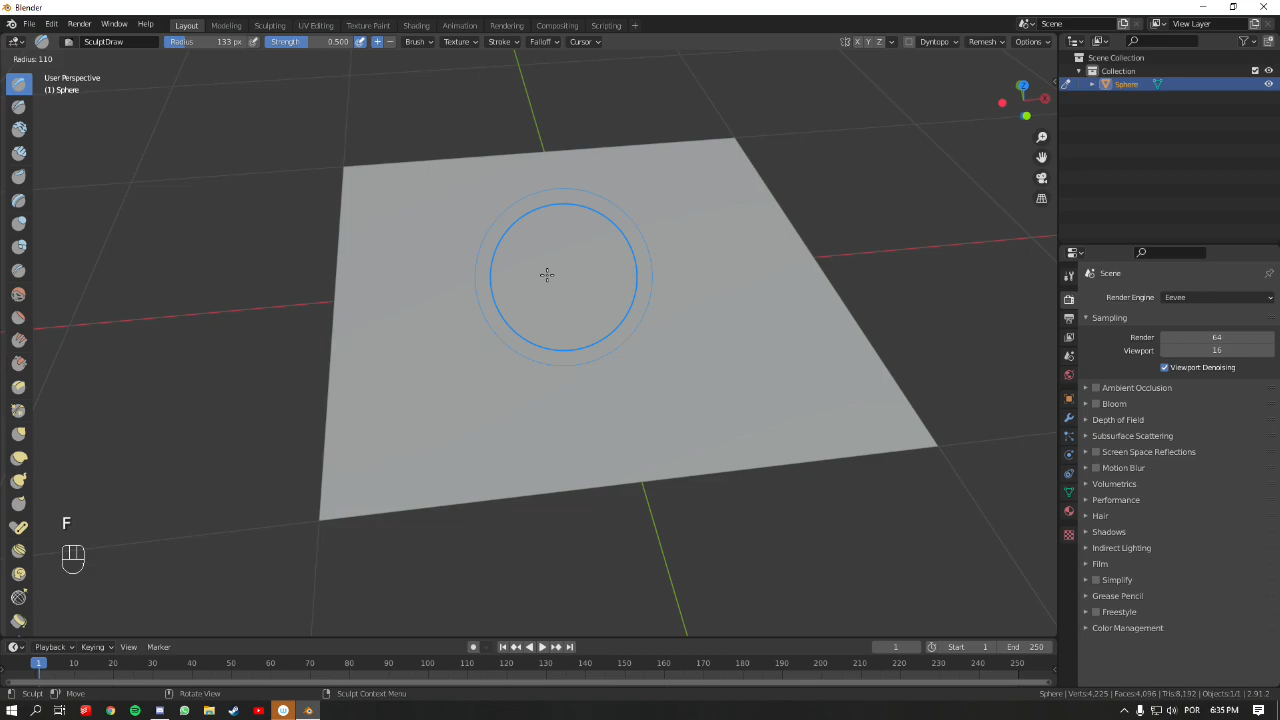 Blender
File Edit Render Window Help Layout Modeling Sculpting UV Editing Texture Paint Shading Animation Rendering Compositing Scripting + Scene View Layer
SculptDraw Radius 133 px Strength 0.500 + − Brush Texture Stroke Falloff Cursor X Y Z Dyntopo Remesh Options
Radius: 110
User Perspective
(1) Sphere
Z
X
Scene Collection
Collection
Sphere
Scene
Render Engine Eevee
Sampling
Render 64
Viewport 16
Viewport Denoising
Ambient Occlusion
Bloom
Depth of Field
Subsurface Scattering
Screen Space Reflections
Motion Blur
Volumetrics
Performance
Hair
Shadows
Indirect Lighting
Film
Simplify
Grease Pencil
Freestyle
Color Management
F
Playback Keying View Marker 1 Start 1 End 250
1 10 20 30 40 50 60 70 80 90 100 110 120 130 140 150 160 170 180 190 200 210 220 230 240 250
Sculpt Move Rotate View Sculpt Context Menu Sphere | Verts:4,225 | Faces:4,096 | Tris:8,192 | Objects:1/1 | 2.91.2
POR 6:35 PM